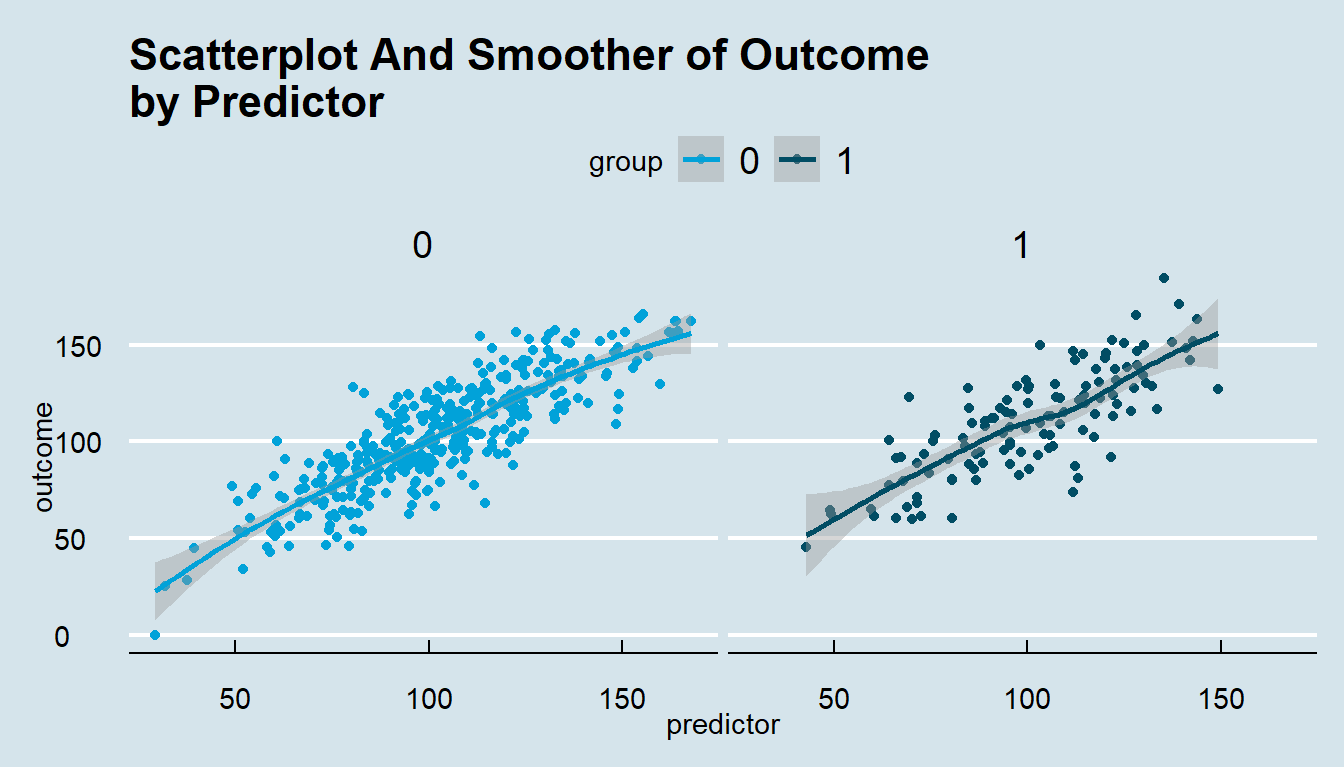 Scatterplot And Smoother of Outcome
by Predictor
group 0 1
0 1
150
100
50
0
outcome
50 100 150 50 100 150
predictor